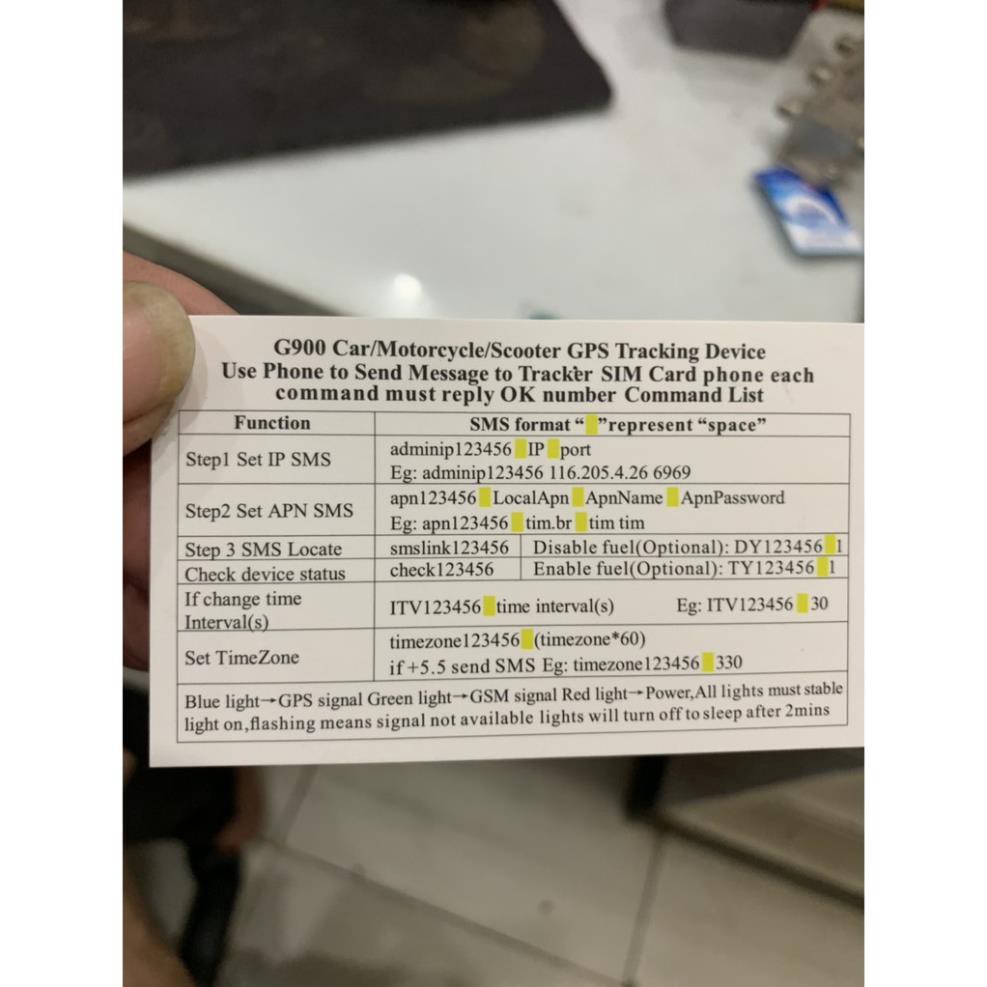 G900 Car/Motorcycle/Scooter GPS Tracking Device
Use Phone to Send Message to Tracker SIM Card phone each
command must reply OK number Command List
Function SMS format “ ”represent “space”
Step1 Set IP SMS
adminip123456 IP port
Eg: adminip123456 116.205.4.26 6969
Step2 Set APN SMS
apn123456 LocalApn ApnName ApnPassword
Eg: apn123456 tim.br tim tim
Step 3 SMS Locate smslink123456 Disable fuel(Optional): DY123456 1
Check device status check123456 Enable fuel(Optional): TY123456 1
If change time
Interval(s)
ITV123456 time interval(s) Eg: ITV123456 30
Set TimeZone
timezone123456 (timezone*60)
if +5.5 send SMS Eg: timezone123456 330
Blue light→GPS signal Green light→GSM signal Red light→Power,All lights must stable
light on,flashing means signal not available lights will turn off to sleep after 2mins